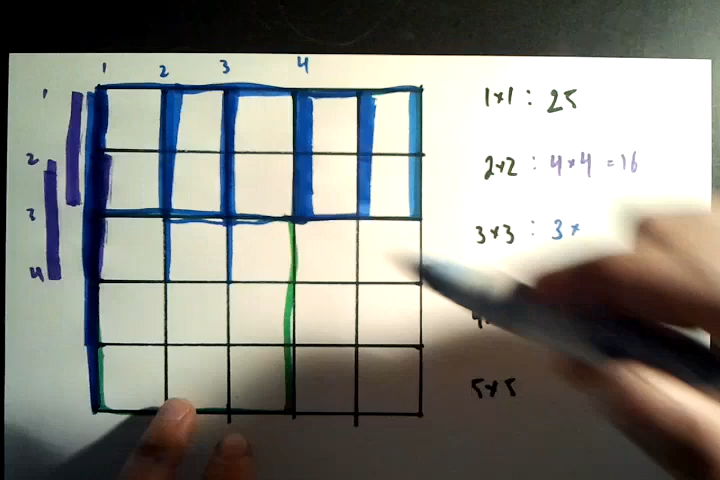 1 2 3 4
1
2
3
4
1×1 : 25
2×2 : 4×4 = 16
3×3 : 3×
5×5